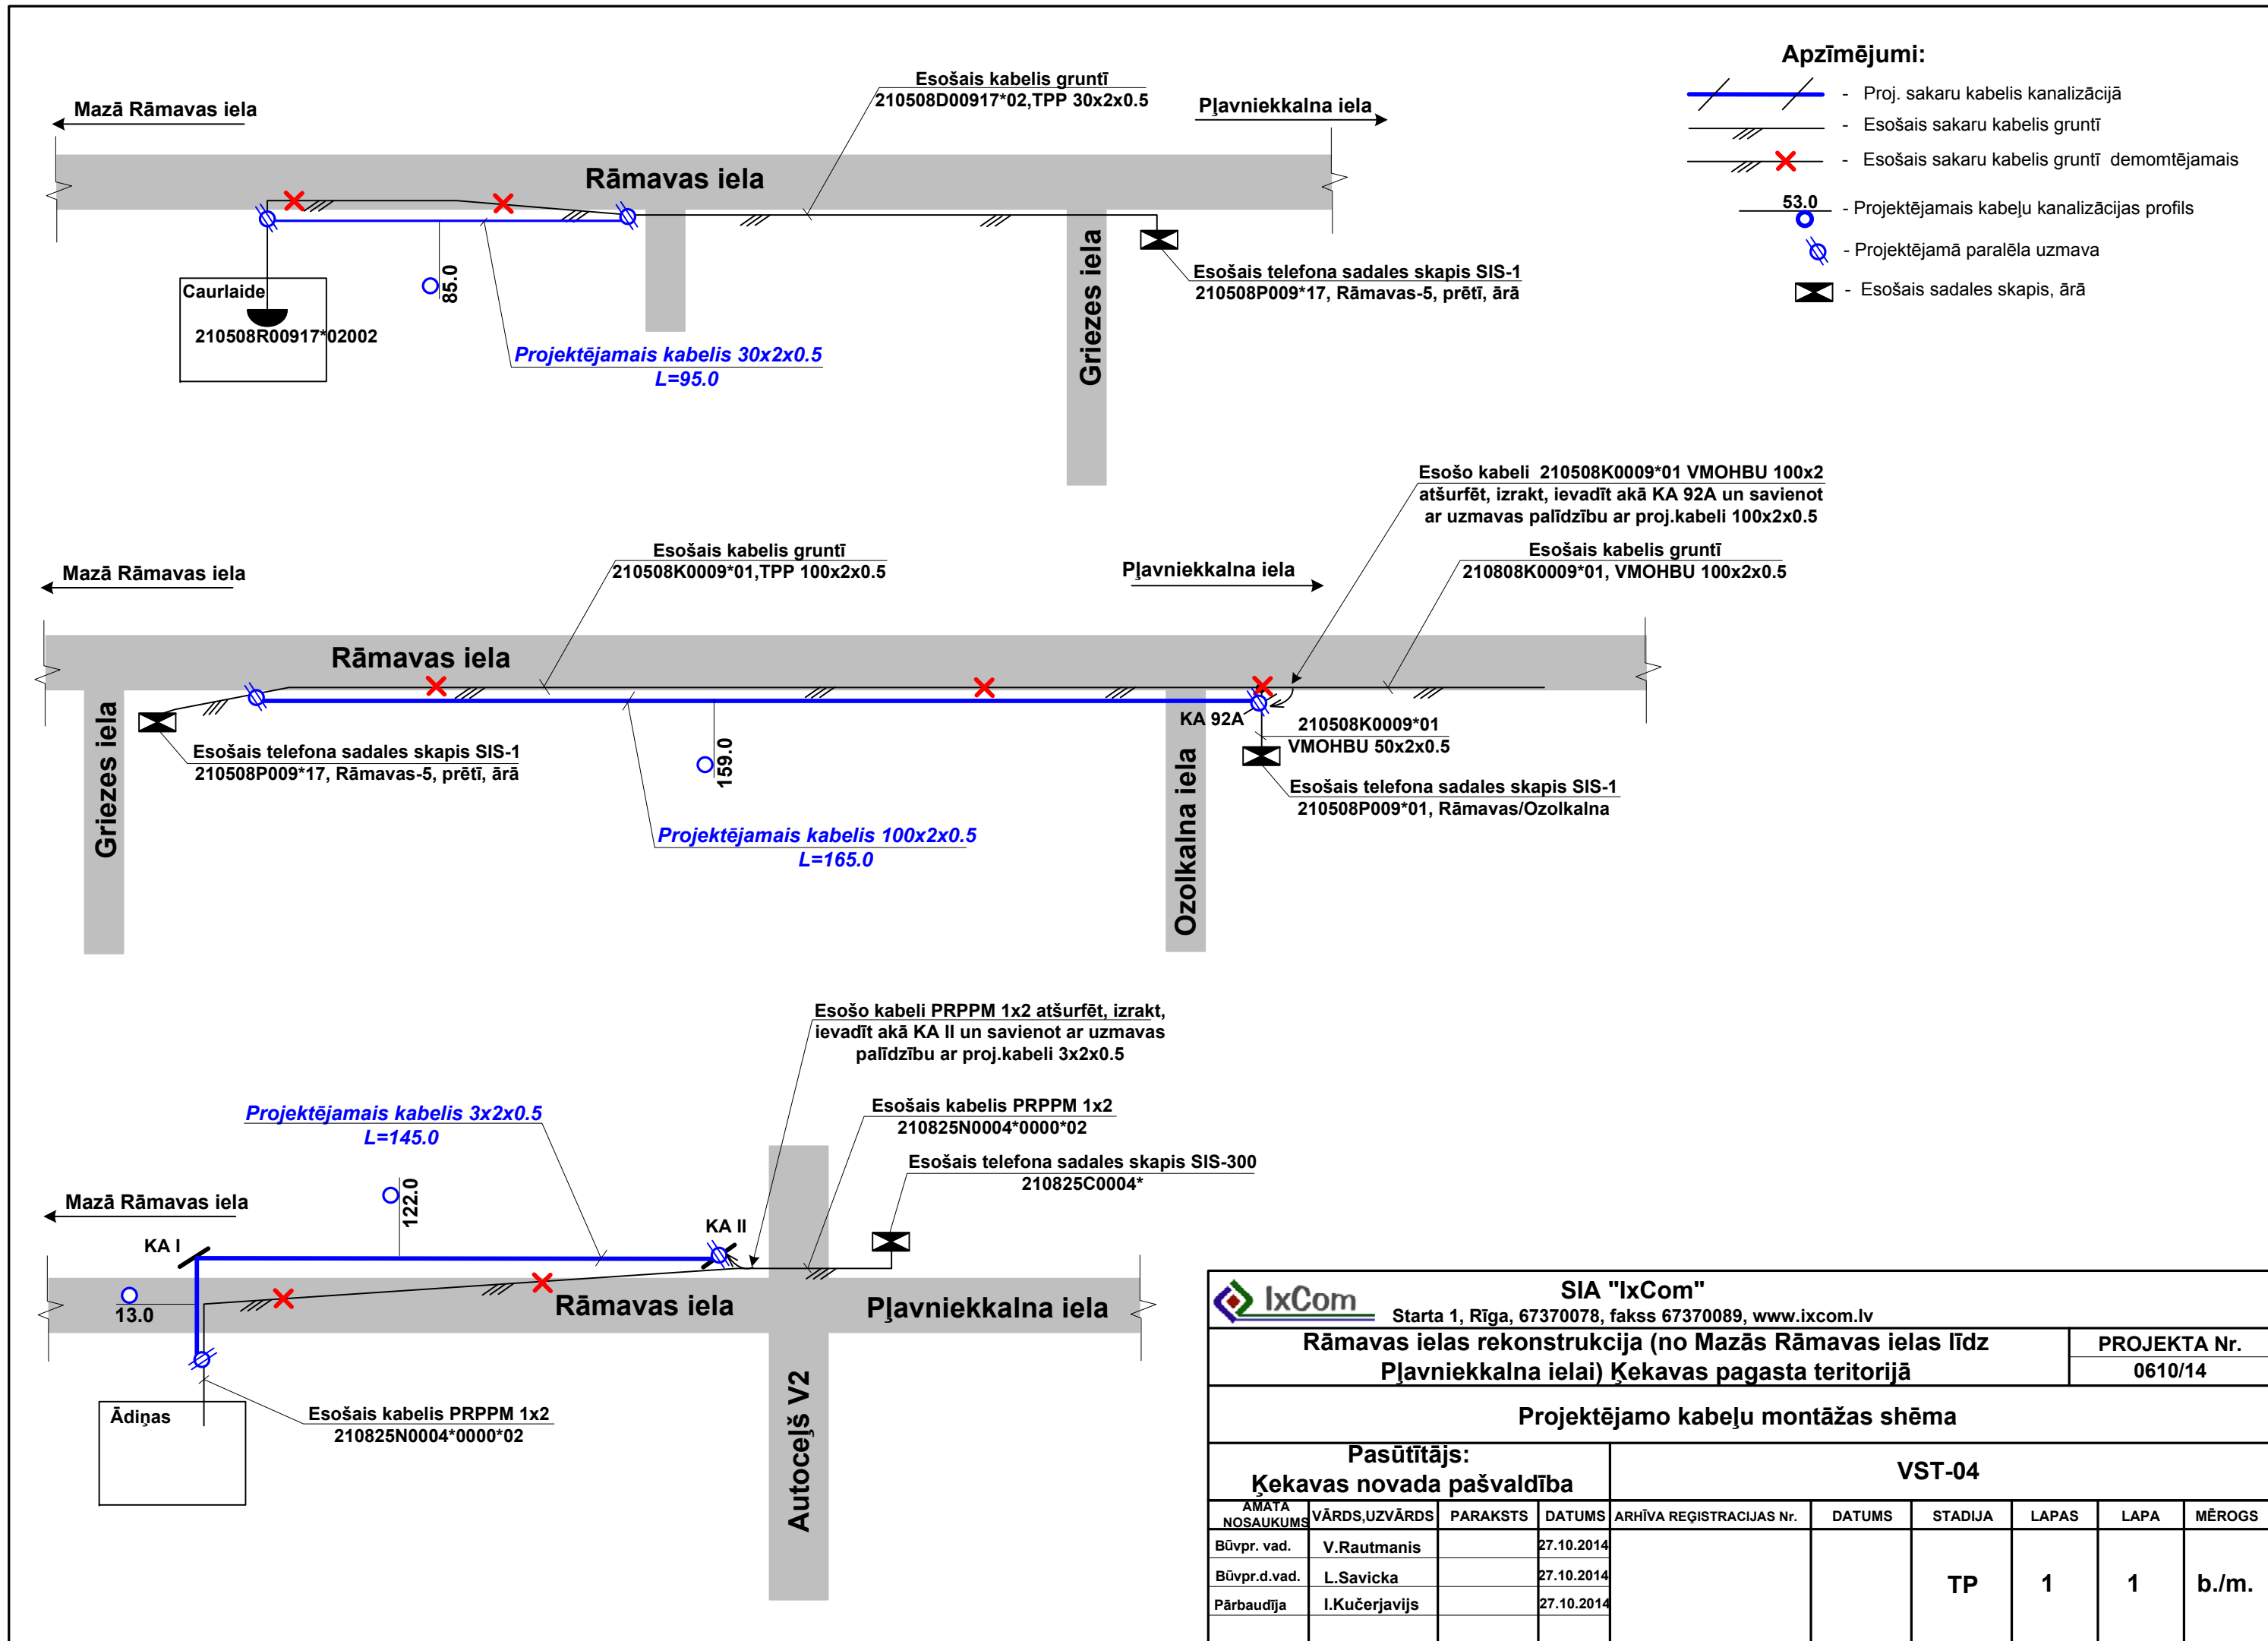 Apzīmējumi:
- Proj. sakaru kabelis kanalizācijā
- Esošais sakaru kabelis gruntī
- Esošais sakaru kabelis gruntī demomtējamais
53.0 - Projektējamais kabeļu kanalizācijas profils
- Projektējamā paralēla uzmava
- Esošais sadales skapis, ārā
Mazā Rāmavas iela
Esošais kabelis gruntī
210508D00917*02,TPP 30x2x0.5
Pļavniekkalna iela
Rāmavas iela
Griezes iela
Caurlaide
210508R00917*02002
85.0
Projektējamais kabelis 30x2x0.5
L=95.0
Esošais telefona sadales skapis SIS-1
210508P009*17, Rāmavas-5, prētī, ārā
Esošo kabeli 210508K0009*01 VMOHBU 100x2
atšurfēt, izrakt, ievadīt akā KA 92A un savienot
ar uzmavas palīdzību ar proj.kabeli 100x2x0.5
Mazā Rāmavas iela
Esošais kabelis gruntī
210508K0009*01,TPP 100x2x0.5
Pļavniekkalna iela
Esošais kabelis gruntī
210808K0009*01, VMOHBU 100x2x0.5
Rāmavas iela
Griezes iela
Esošais telefona sadales skapis SIS-1
210508P009*17, Rāmavas-5, prētī, ārā
159.0
Projektējamais kabelis 100x2x0.5
L=165.0
KA 92A
Ozolkalna iela
210508K0009*01
VMOHBU 50x2x0.5
Esošais telefona sadales skapis SIS-1
210508P009*01, Rāmavas/Ozolkalna
Esošo kabeli PRPPM 1x2 atšurfēt, izrakt,
ievadīt akā KA II un savienot ar uzmavas
palīdzību ar proj.kabeli 3x2x0.5
Projektējamais kabelis 3x2x0.5
L=145.0
Esošais kabelis PRPPM 1x2
210825N0004*0000*02
Esošais telefona sadales skapis SIS-300
210825C0004*
Mazā Rāmavas iela
122.0
KA I
KA II
13.0
Rāmavas iela
Pļavniekkalna iela
Autoceļš V2
Ādiņas
Esošais kabelis PRPPM 1x2
210825N0004*0000*02
IxCom
SIA "IxCom"
Starta 1, Rīga, 67370078, fakss 67370089, www.ixcom.lv
Rāmavas ielas rekonstrukcija (no Mazās Rāmavas ielas līdz
Pļavniekkalna ielai) Ķekavas pagasta teritorijā
PROJEKTA Nr.
0610/14
Projektējamo kabeļu montāžas shēma
Pasūtītājs:
Ķekavas novada pašvaldība
VST-04
AMATA NOSAUKUMS VĀRDS,UZVĀRDS PARAKSTS DATUMS ARHĪVA REĢISTRACIJAS Nr. DATUMS STADIJA LAPAS LAPA MĒROGS
Būvpr. vad. V.Rautmanis 27.10.2014
Būvpr.d.vad. L.Savicka 27.10.2014
Pārbaudīja I.Kučerjavijs 27.10.2014
TP 1 1 b./m.